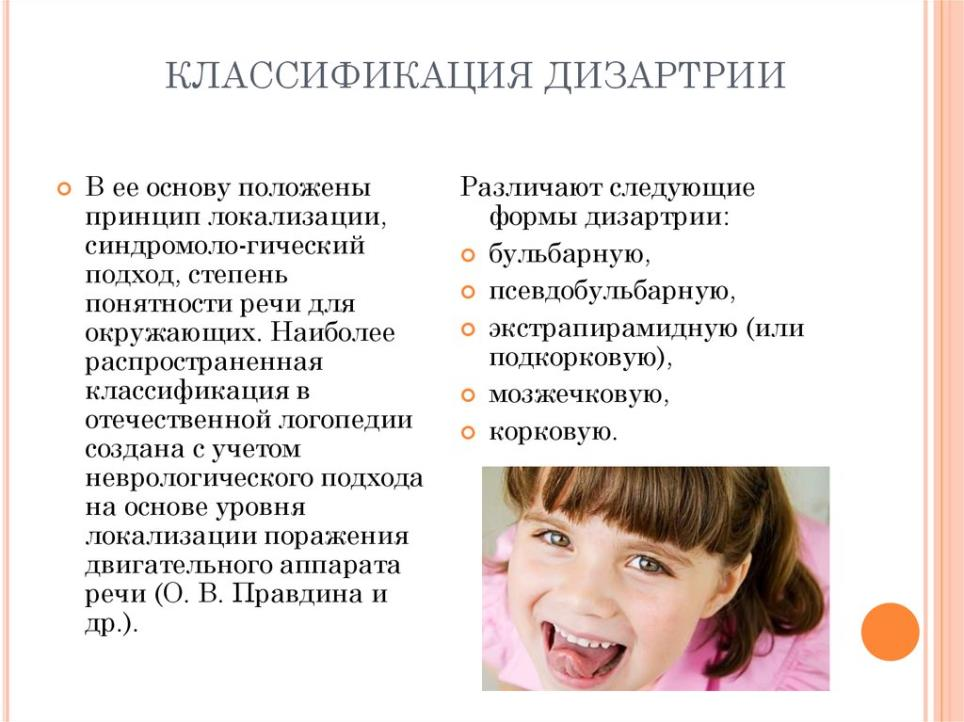 КЛАССИФИКАЦИЯ ДИЗАРТРИИ
В ее основу положены
принцип локализации,
синдромоло-гический
подход, степень
понятности речи для
окружающих. Наиболее
распространенная
классификация в
отечественной логопедии
создана с учетом
неврологического подхода
на основе уровня
локализации поражения
двигательного аппарата
речи (О. В. Правдина и
др.).
Различают следующие
формы дизартрии:
бульбарную,
псевдобульбарную,
экстрапирамидную (или
подкорковую),
мозжечковую,
корковую.